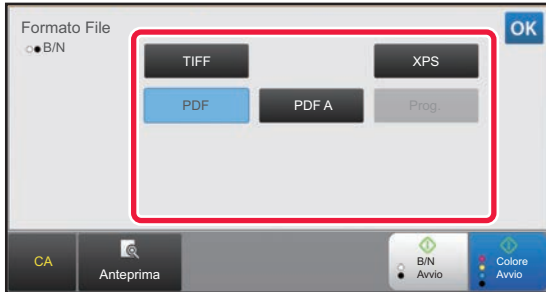 Formato File
B/N
OK
TIFF
XPS
PDF
PDF A
Prog.
CA
Anteprima
B/N
Avvio
Colore
Avvio